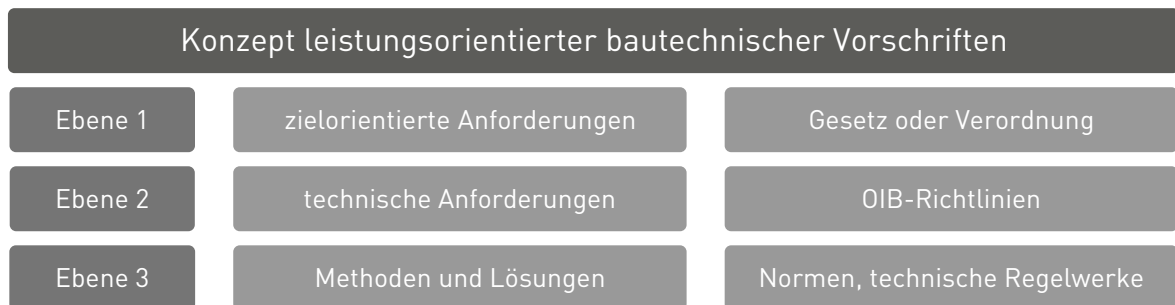 Konzept leistungsorientierter bautechnischer Vorschriften
Ebene 1 zielorientierte Anforderungen Gesetz oder Verordnung
Ebene 2 technische Anforderungen OIB-Richtlinien
Ebene 3 Methoden und Lösungen Normen, technische Regelwerke